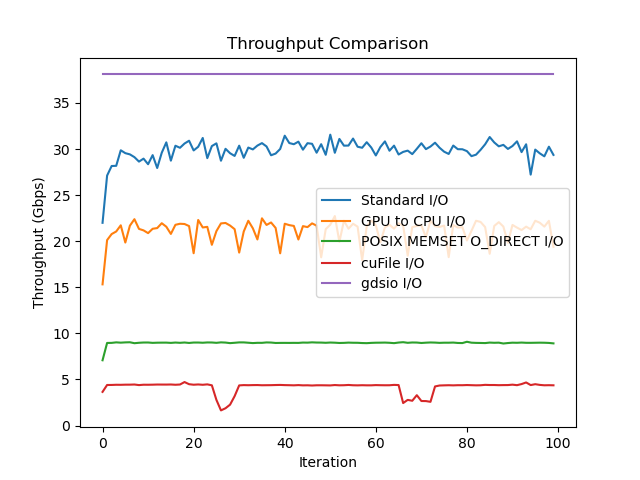 Throughput Comparison
Throughput (Gbps)
35
30
25
20
15
10
5
0
Standard I/O
GPU to CPU I/O
POSIX MEMSET O_DIRECT I/O
cuFile I/O
gdsio I/O
0 20 40 60 80 100
Iteration